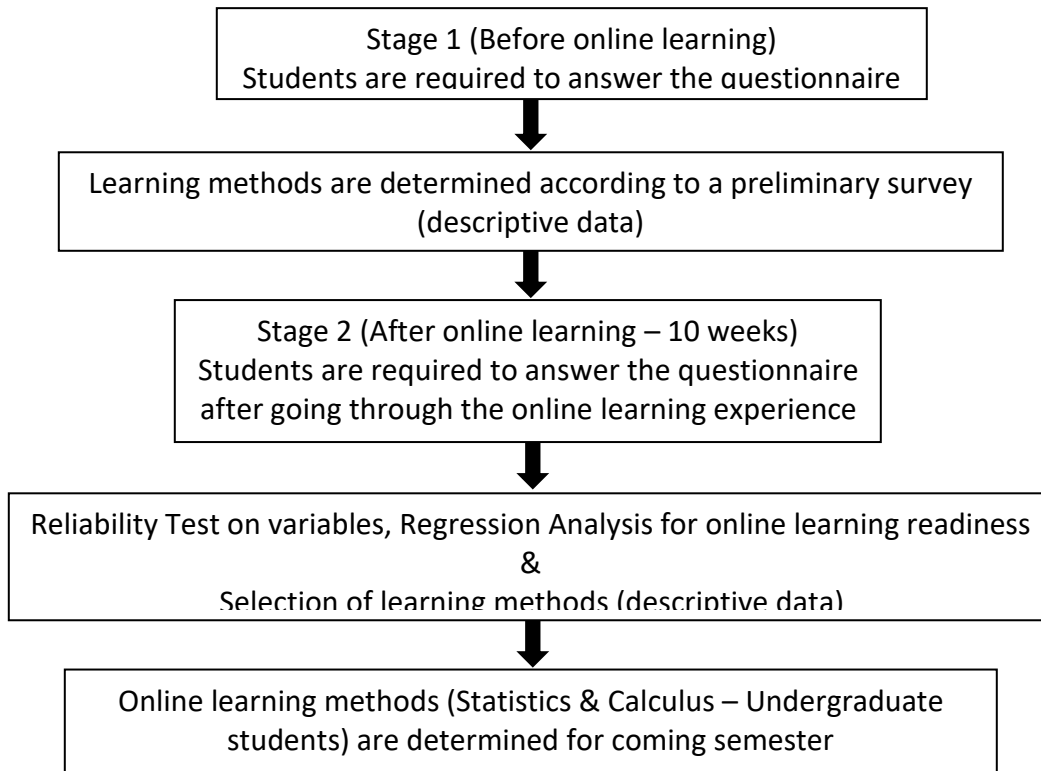 Stage 1 (Before online learning)
Students are required to answer the questionnaire
Learning methods are determined according to a preliminary survey
(descriptive data)
Stage 2 (After online learning – 10 weeks)
Students are required to answer the questionnaire
after going through the online learning experience
Reliability Test on variables, Regression Analysis for online learning readiness
&
Selection of learning methods (descriptive data)
Online learning methods (Statistics & Calculus – Undergraduate
students) are determined for coming semester